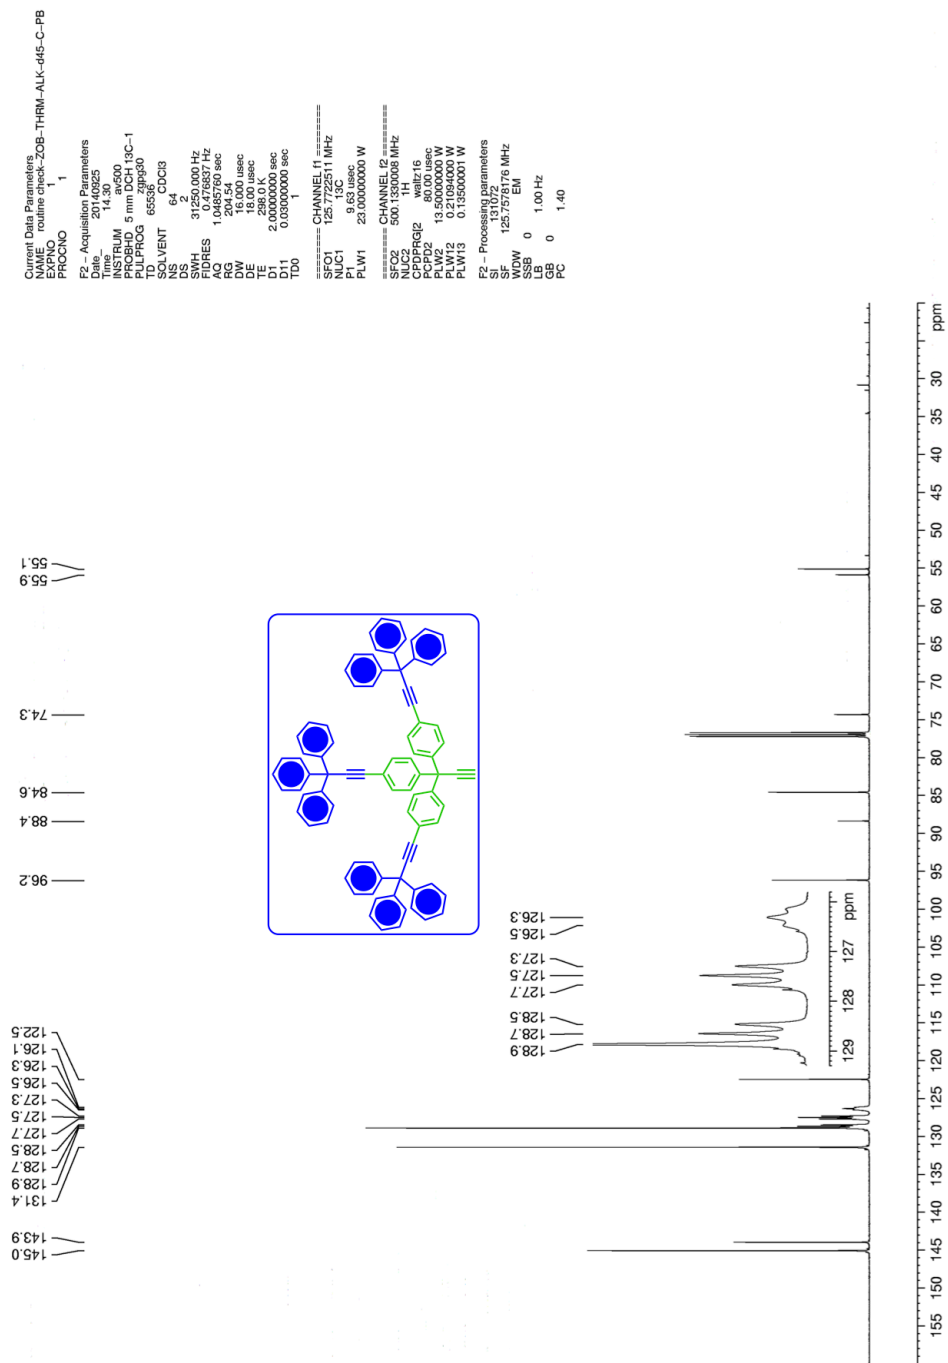 Current Data Parameters
NAME routine check-ZOB-THRM-ALK-d45-C-PB
EXPNO 1
PROCNO 1
F2 - Acquisition Parameters
Date_ 20140925
Time 14.30
INSTRUM av500
PROBHD 5 mm DCH 13C-1
PULPROG zgpg30
TD 65536
SOLVENT CDCl3
NS 64
DS 2
SWH 31250.000 Hz
FIDRES 0.476837 Hz
AQ 1.0485760 sec
RG 204.54
DW 16.000 usec
DE 18.00 usec
TE 298.0 K
D1 2.00000000 sec
D11 0.03000000 sec
TD0 1
======== CHANNEL f1 ========
SFO1 125.7722511 MHz
NUC1 13C
P1 9.63 usec
PLW1 23.00000000 W
======== CHANNEL f2 ========
SFO2 500.1330008 MHz
NUC2 1H
CPDPRG[2 waltz16
PCPD2 80.00 usec
PLW2 13.50000000 W
PLW12 0.21094000 W
PLW13 0.13500001 W
F2 - Processing parameters
SI 131072
SF 125.7578176 MHz
WDW EM
SSB 0
LB 1.00 Hz
GB 0
PC 1.40
145.0
143.9
131.4
128.9
128.7
128.5
127.7
127.5
127.3
126.5
126.3
126.1
122.5
96.2
88.4
84.6
74.3
55.9
55.1
128.9
128.7
128.5
127.7
127.5
127.3
126.5
126.3
129 128 127 ppm
155 150 145 140 135 130 125 120 115 110 105 100 95 90 85 80 75 70 65 60 55 50 45 40 35 30 ppm